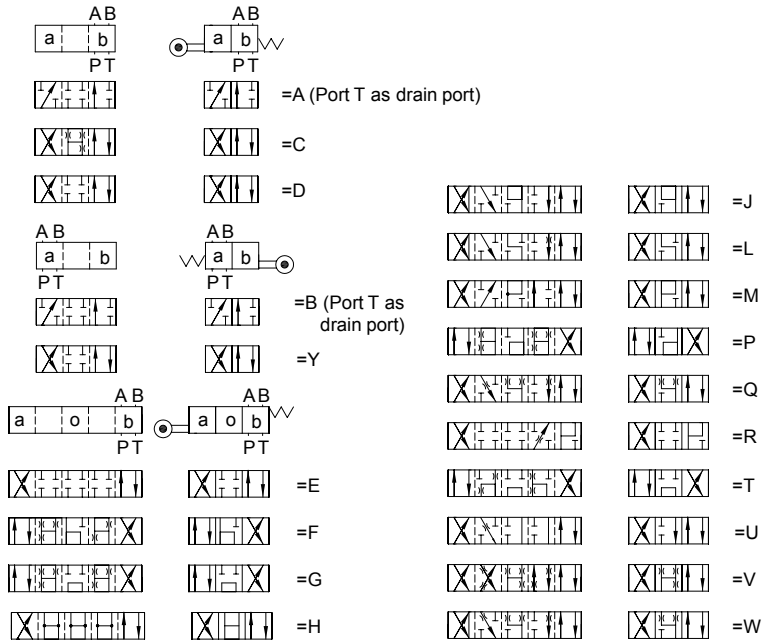 A B
a b
P T
A B
a b
P T
=A (Port T as drain port)
=C
=D
A B
a b
P T
A B
a b
P T
=B (Port T as
drain port)
=Y
A B
a o b
P T
A B
a o b
P T
=E
=F
=G
=H
=J
=L
=M
=P
=Q
=R
=T
=U
=V
=W